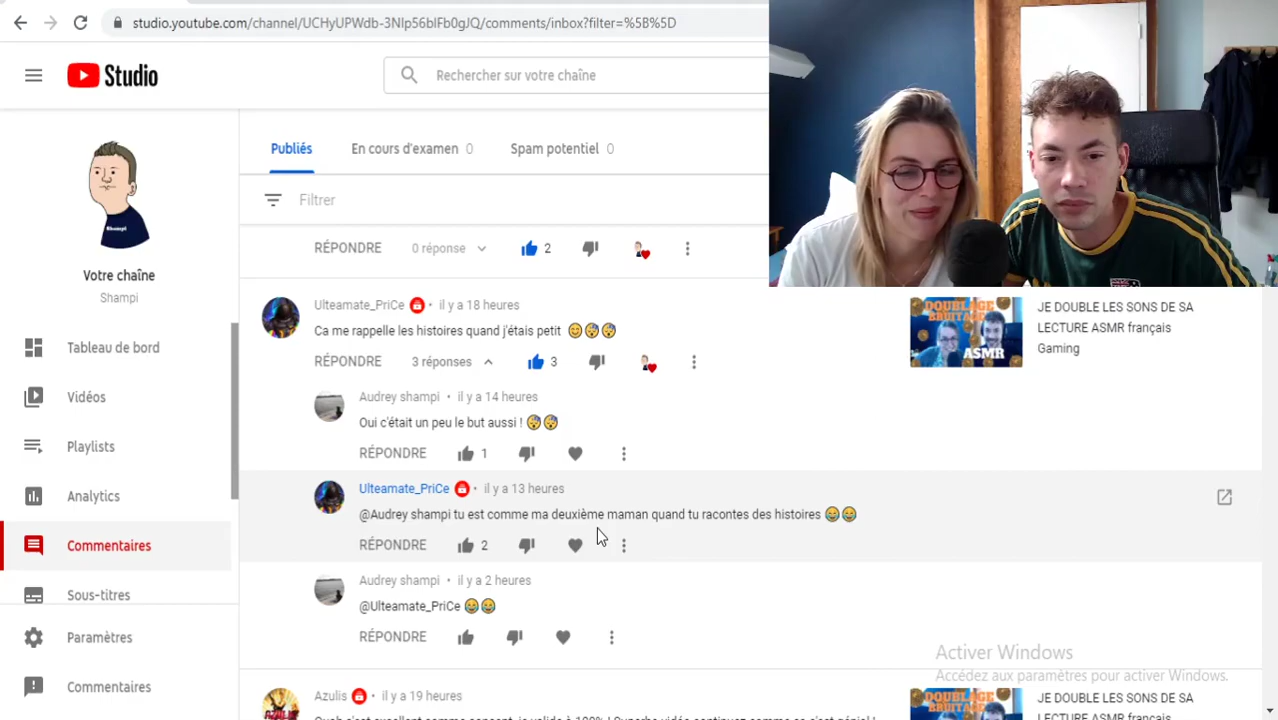 studio.youtube.com/channel/UCHyUPWdb-3NIp56bIFb0gJQ/comments/inbox?filter=%5B%5D
Studio
Rechercher sur votre chaîne
Shampi
Votre chaîne
Shampi
Tableau de bord
Vidéos
Playlists
Analytics
Commentaires
Sous-titres
Paramètres
Commentaires
Publiés
En cours d'examen 0
Spam potentiel 0
Filtrer
RÉPONDRE 0 réponse 2
Ulteamate_PriCe • il y a 18 heures
Ca me rappelle les histoires quand j'étais petit 😊😴😴
RÉPONDRE 3 réponses 3
DOUBLAGE
BRUITAGE
ASMR
JE DOUBLE LES SONS DE SA
LECTURE ASMR français
Gaming
Audrey shampi • il y a 14 heures
Oui c'était un peu le but aussi ! 😴😴
RÉPONDRE 1
Ulteamate_PriCe • il y a 13 heures
@Audrey shampi tu est comme ma deuxième maman quand tu racontes des histoires 😂😂
RÉPONDRE 2
Audrey shampi • il y a 2 heures
@Ulteamate_PriCe 😂😂
RÉPONDRE
Activer Windows
Accédez aux paramètres pour activer Windows.
Azulis • il y a 19 heures
DOUBLAGE
BRUITAGE
JE DOUBLE LES SONS DE SA
LECTURE ASMR français